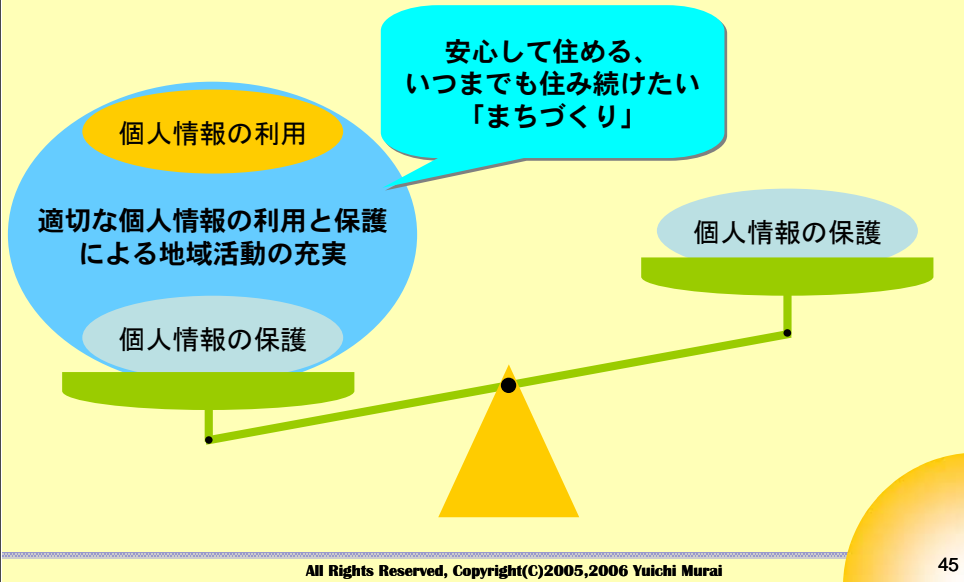 安心して住める、
いつまでも住み続けたい
「まちづくり」
個人情報の利用
適切な個人情報の利用と保護
による地域活動の充実
個人情報の保護
個人情報の保護
All Rights Reserved, Copyright(C)2005,2006 Yuichi Murai
45